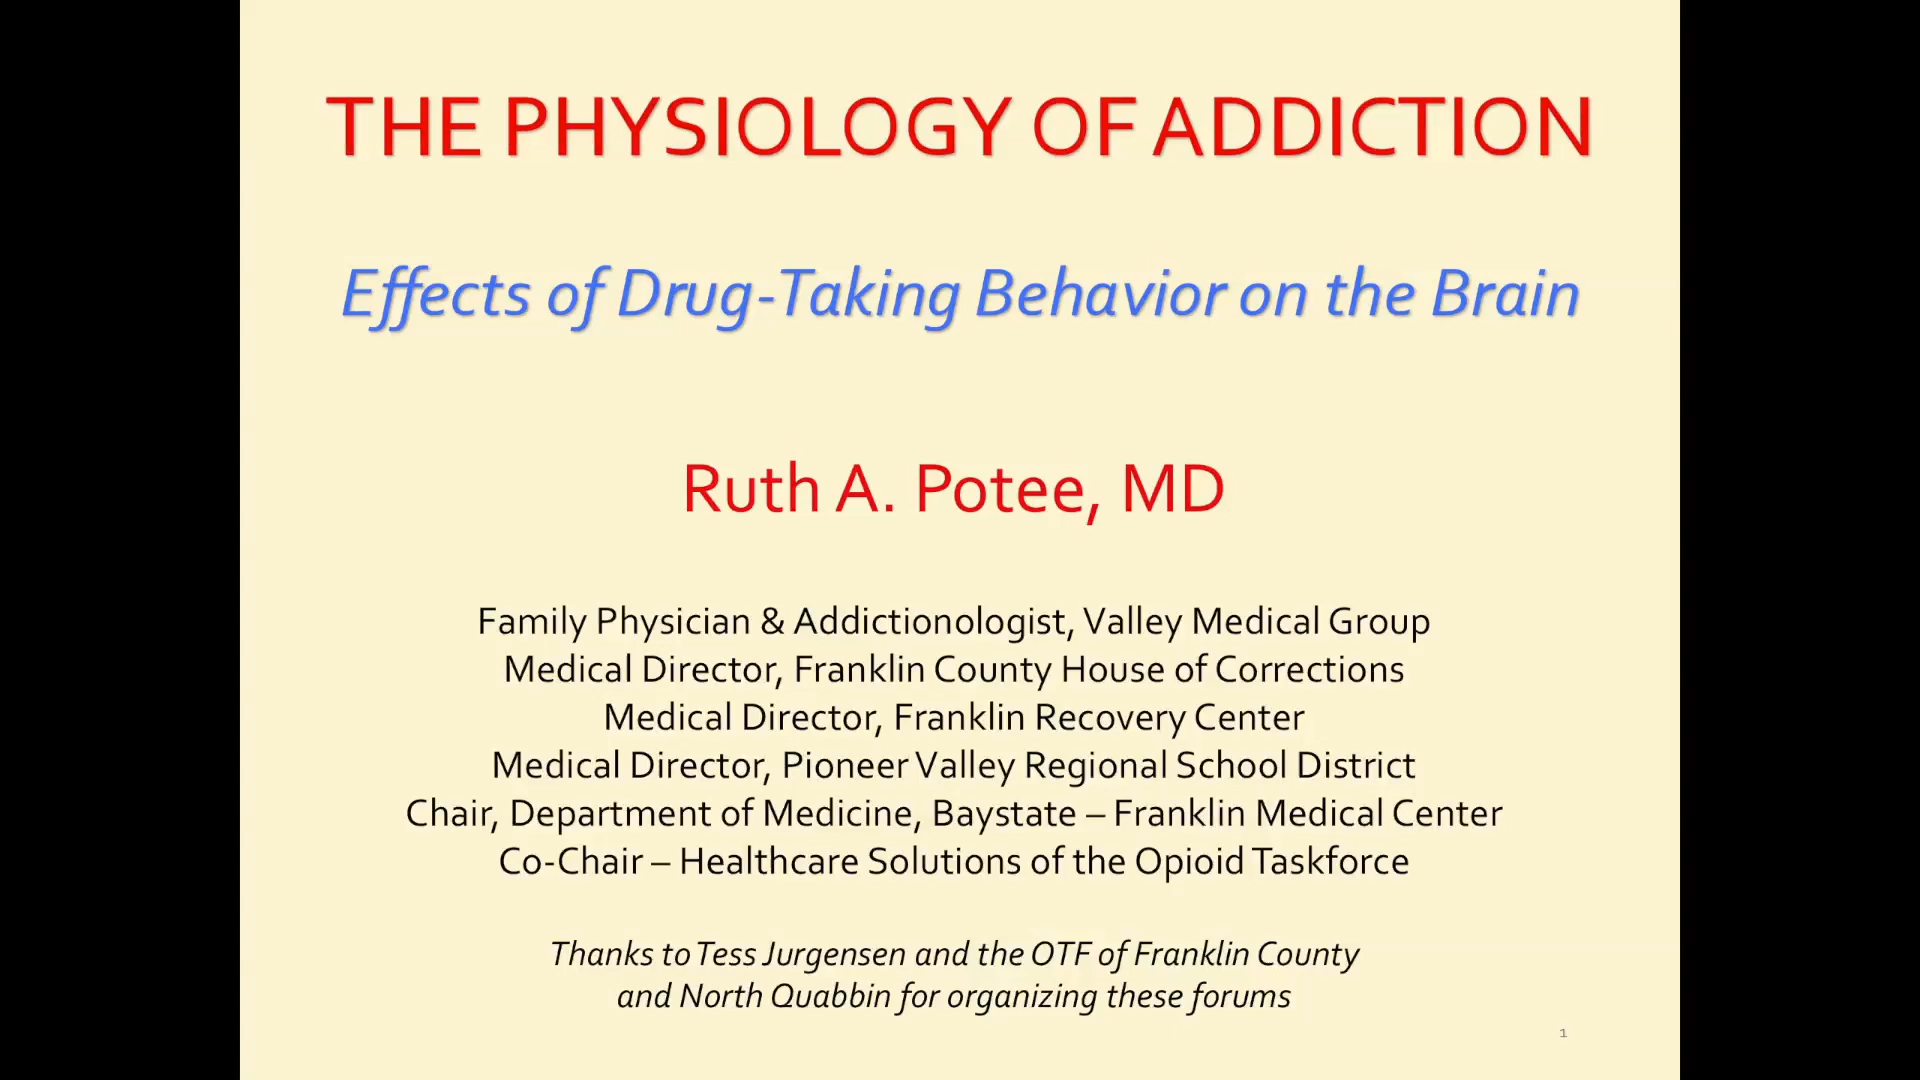 THE PHYSIOLOGY OF ADDICTION
Effects of Drug-Taking Behavior on the Brain
Ruth A. Potee, MD
Family Physician & Addictionologist, Valley Medical Group
Medical Director, Franklin County House of Corrections
Medical Director, Franklin Recovery Center
Medical Director, Pioneer Valley Regional School District
Chair, Department of Medicine, Baystate – Franklin Medical Center
Co-Chair – Healthcare Solutions of the Opioid Taskforce
Thanks to Tess Jurgensen and the OTF of Franklin County
and North Quabbin for organizing these forums
1